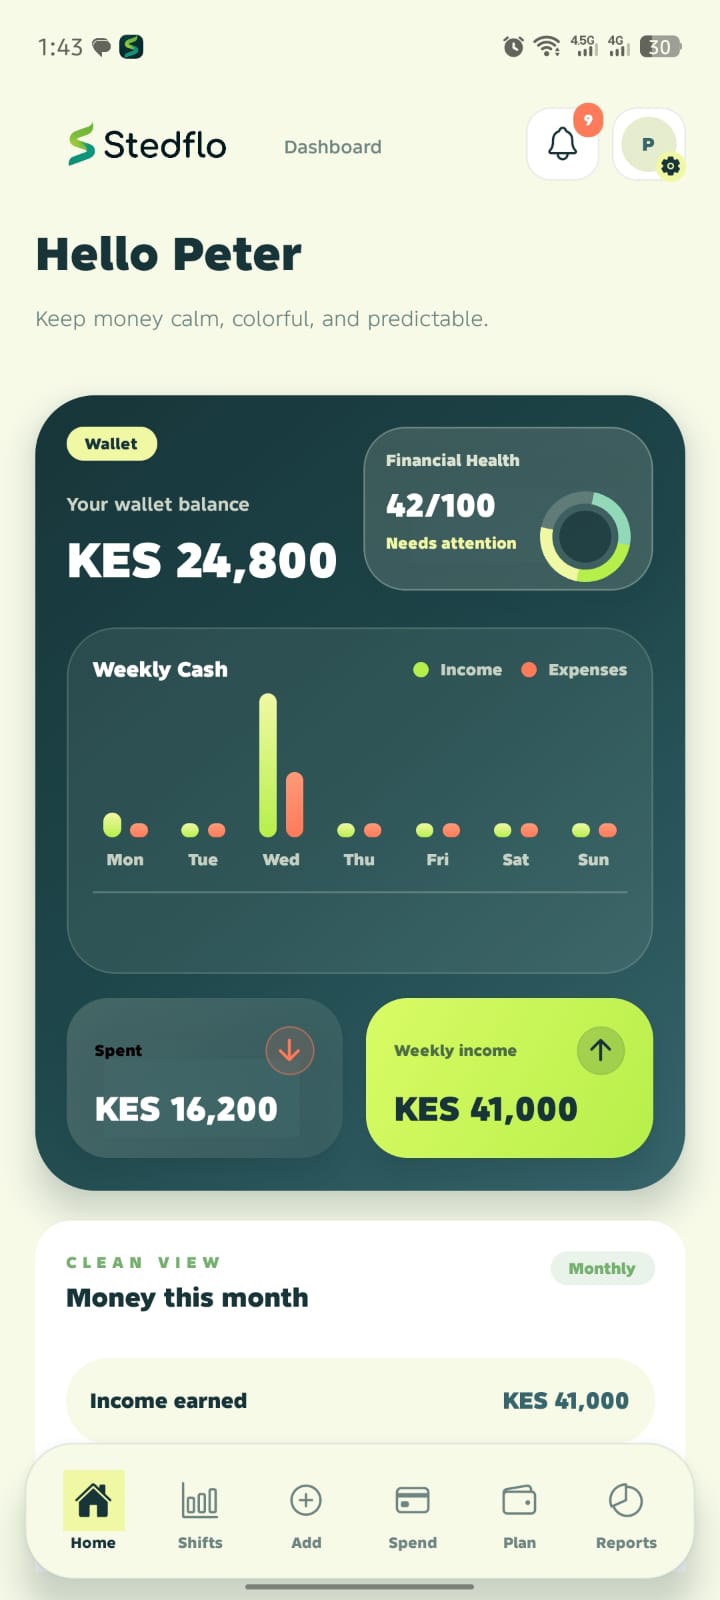 1:43
4.5G 4G 30
Stedflo
Dashboard
9
P
Hello Peter
Keep money calm, colorful, and predictable.
Wallet
Your wallet balance
KES 24,800
Financial Health
42/100
Needs attention
Weekly Cash
Income Expenses
Mon Tue Wed Thu Fri Sat Sun
Spent
KES 16,200
Weekly income
KES 41,000
CLEAN VIEW
Money this month
Monthly
Income earned KES 41,000
Home Shifts Add Spend Plan Reports